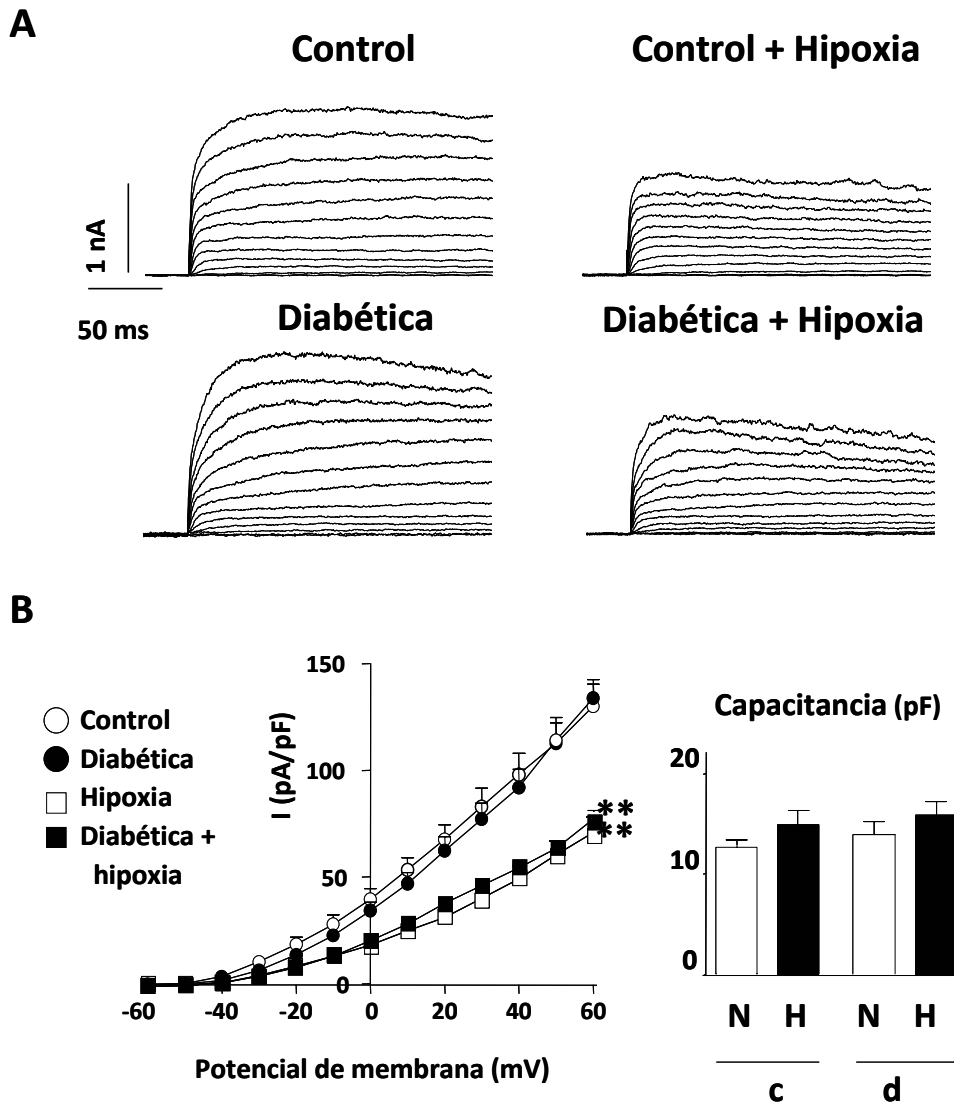 A
Control
Control + Hipoxia
1 nA
50 ms
Diabética
Diabética + Hipoxia
B
Control
Diabética
Hipoxia
Diabética +
hipoxia
I (pA/pF)
150
100
50
0
-60
-40
-20
0
20
40
60
**
**
Potencial de membrana (mV)
Capacitancia (pF)
20
10
0
N
H
N
H
c
d